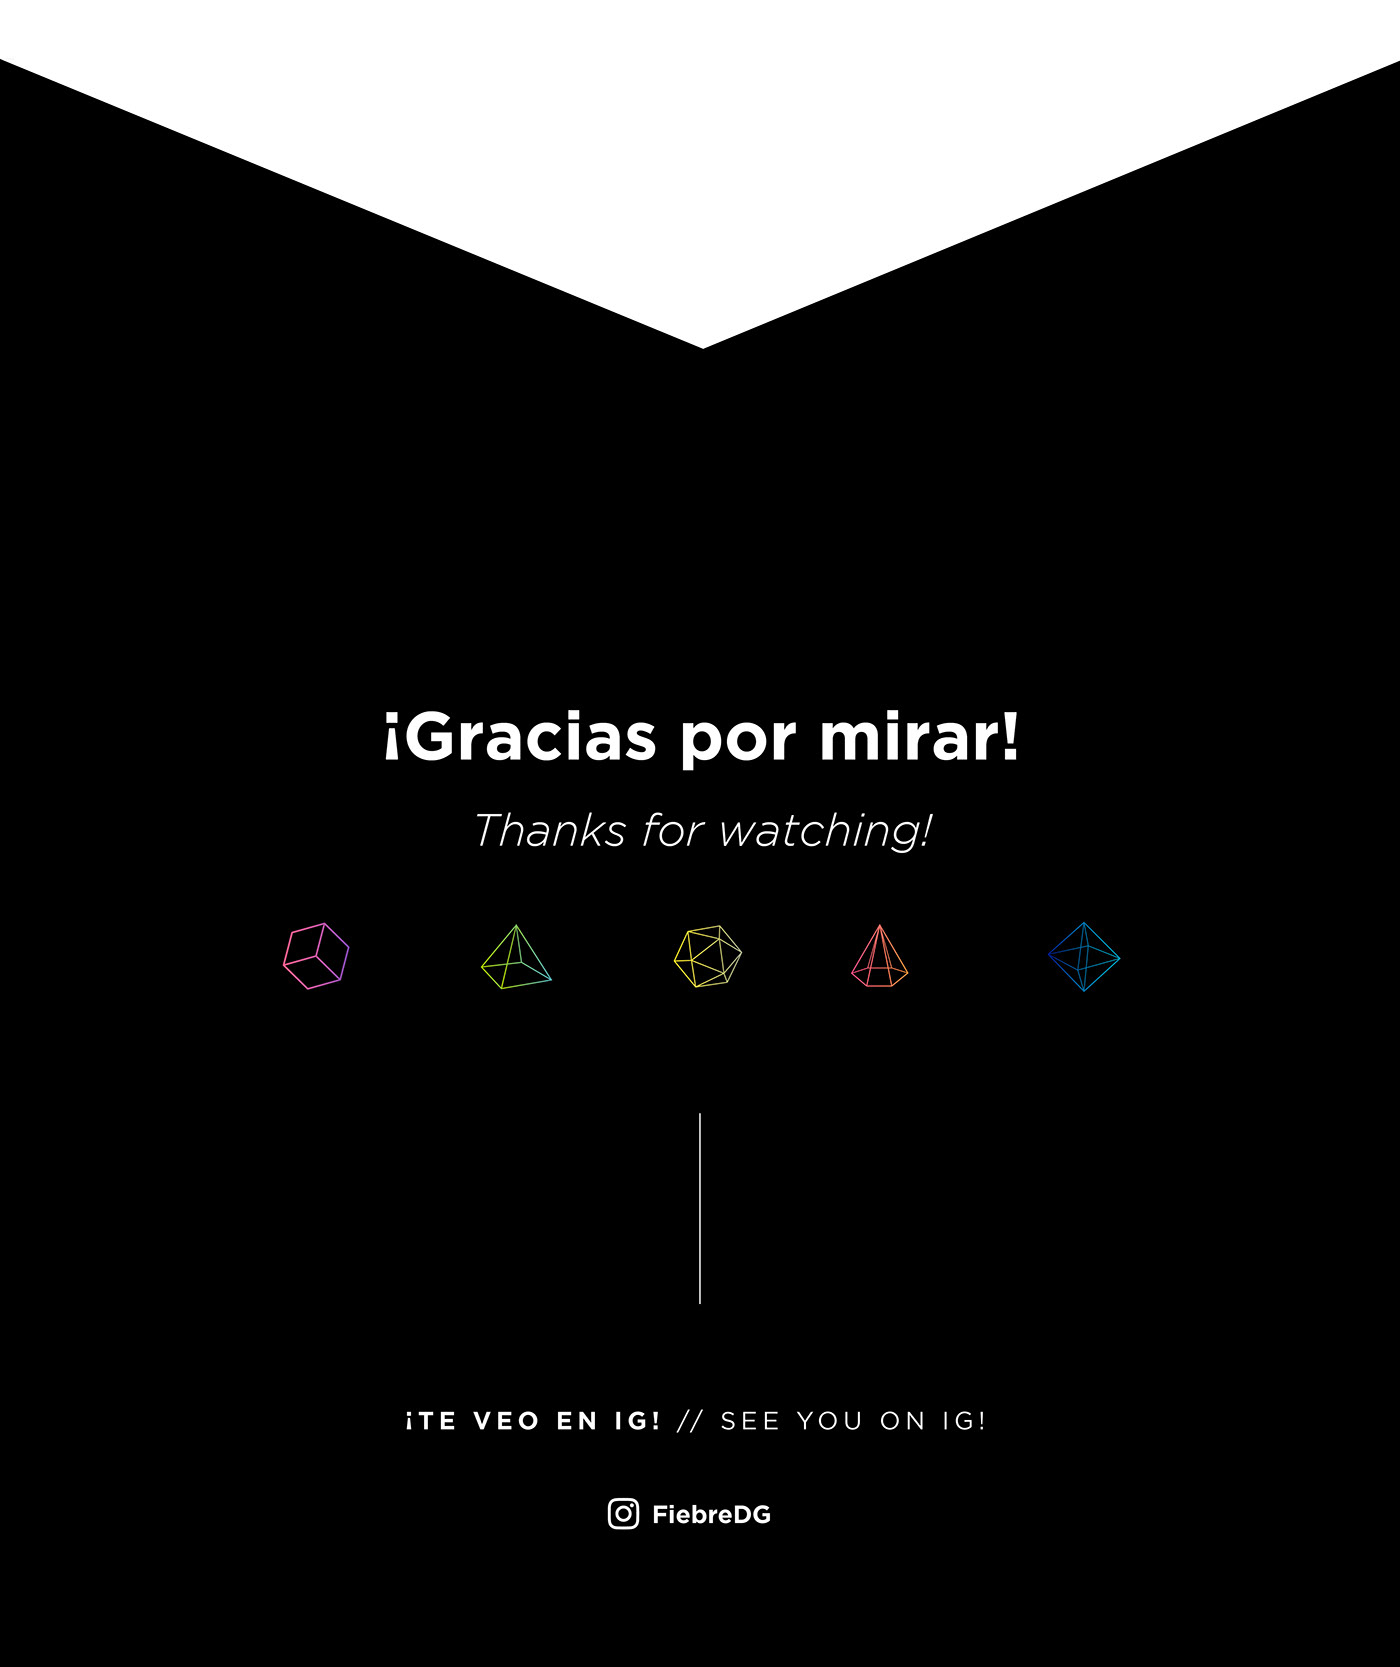 ¡Gracias por mirar!
Thanks for watching!
¡TE VEO EN IG! // SEE YOU ON IG!
FiebreDG